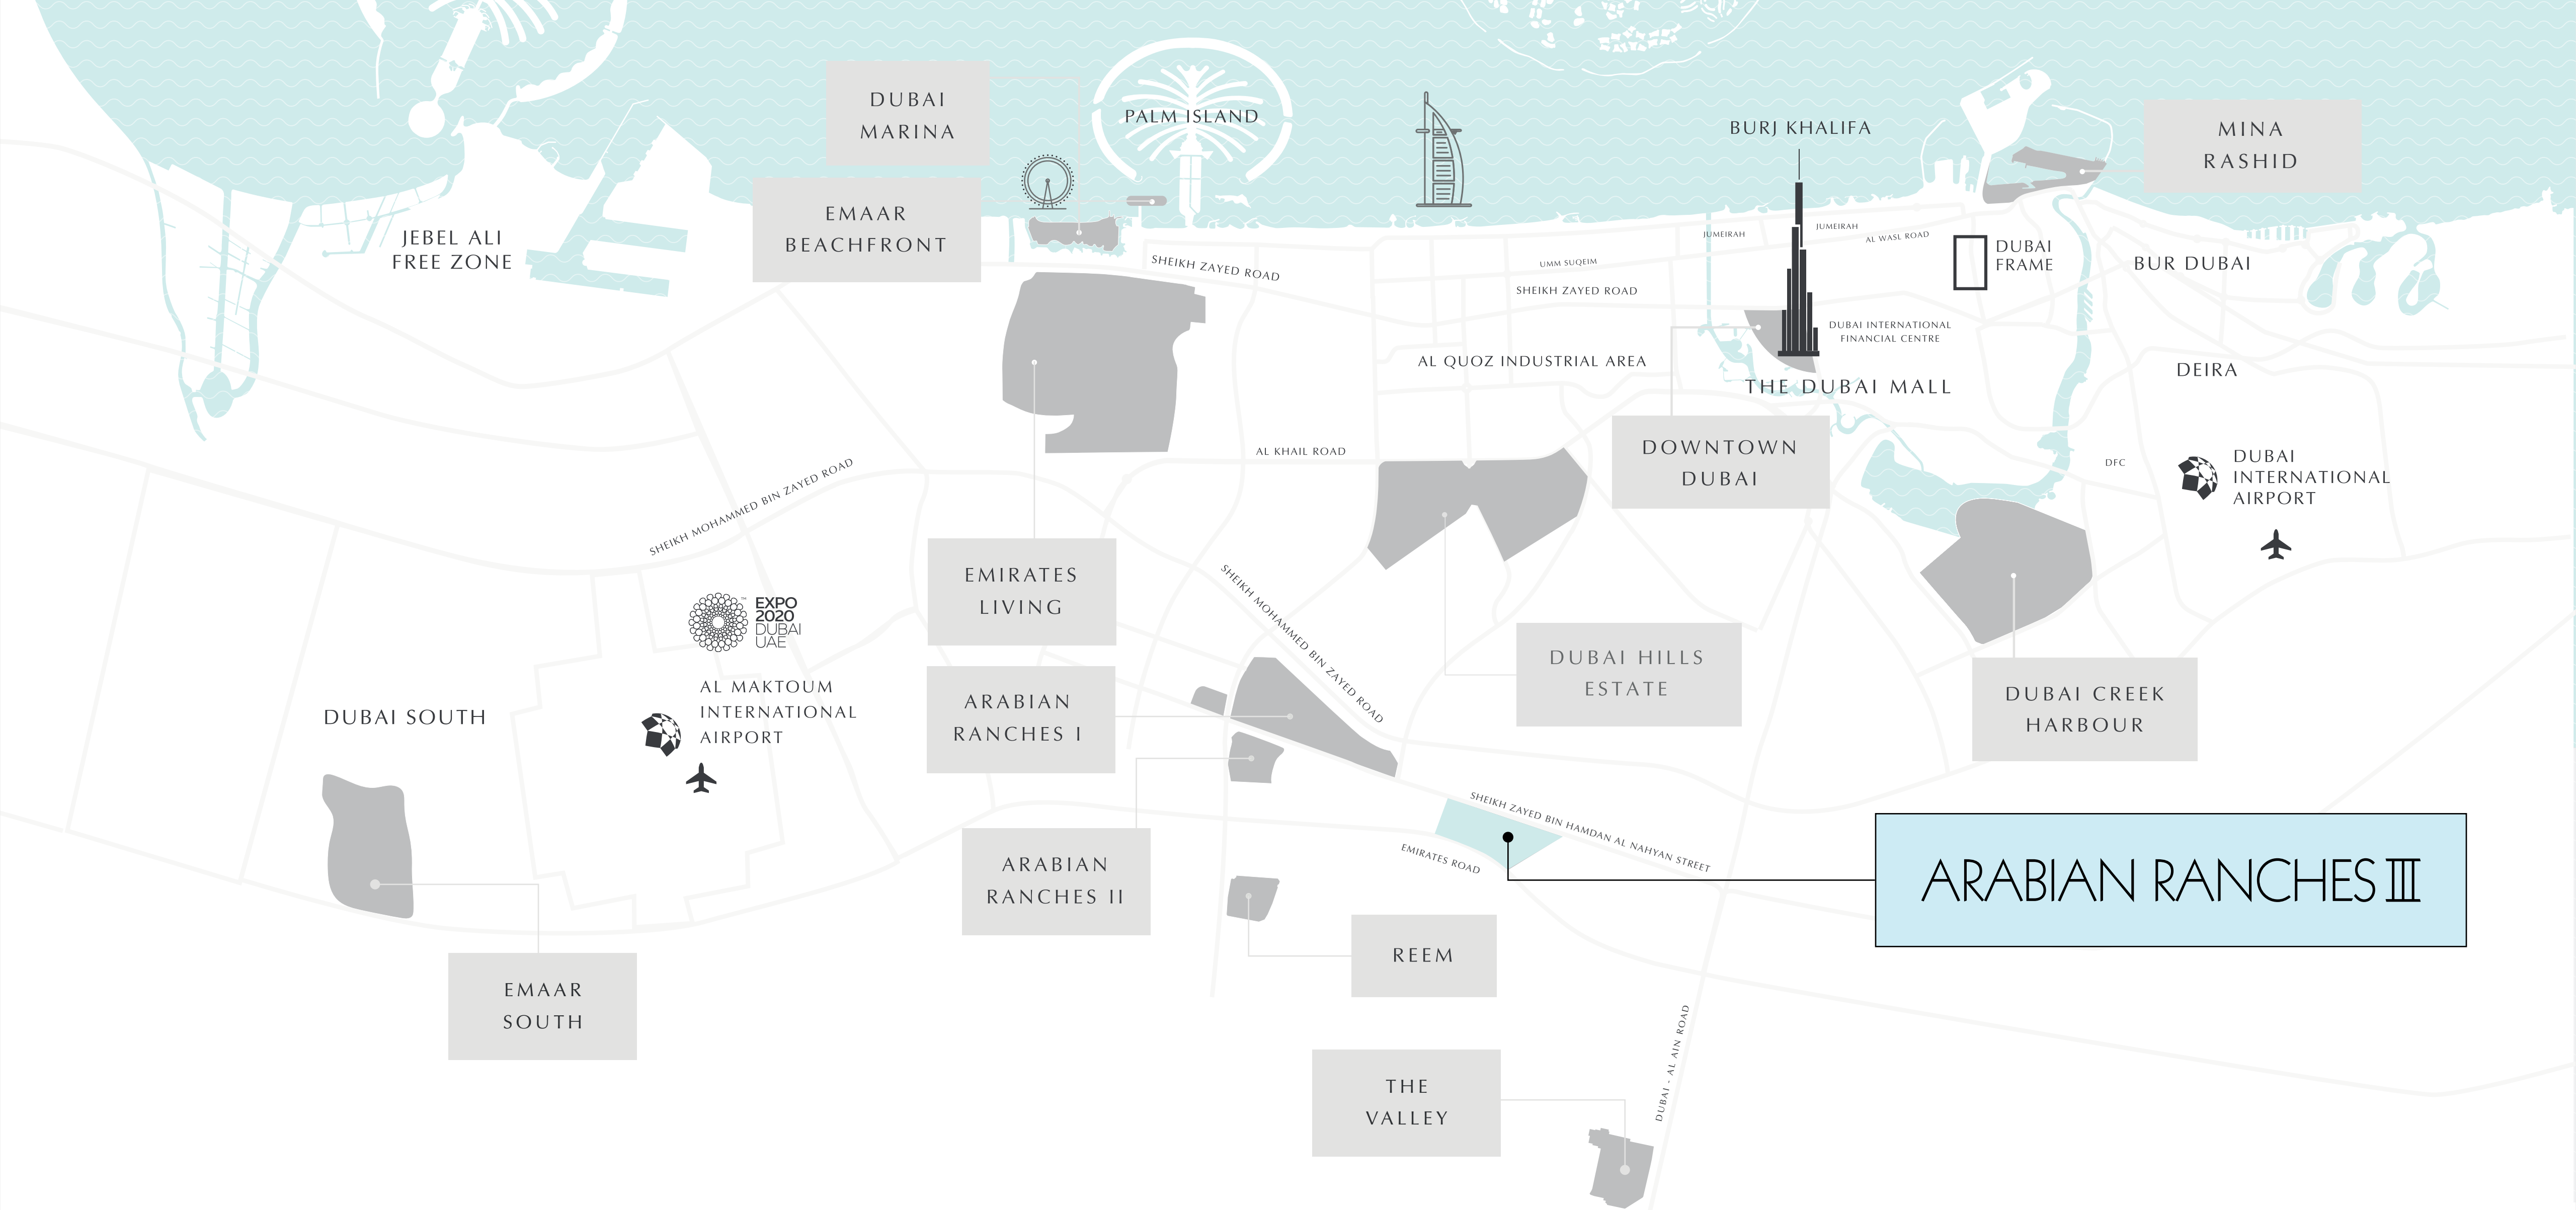 DUBAI
MARINA
PALM ISLAND
BURJ KHALIFA
MINA
RASHID
EMAAR
BEACHFRONT
JEBEL ALI
FREE ZONE
SHEIKH ZAYED ROAD
UMM SUQEIM
SHEIKH ZAYED ROAD
JUMEIRAH
JUMEIRAH
AL WASL ROAD
DUBAI
FRAME
BUR DUBAI
DUBAI INTERNATIONAL
FINANCIAL CENTRE
AL QUOZ INDUSTRIAL AREA
THE DUBAI MALL
DEIRA
AL KHAIL ROAD
DOWNTOWN
DUBAI
DFC
DUBAI
INTERNATIONAL
AIRPORT
SHEIKH MOHAMMED BIN ZAYED ROAD
EMIRATES
LIVING
SHEIKH MOHAMMED BIN ZAYED ROAD
EXPO
2020
DUBAI
UAE
TM
DUBAI HILLS
ESTATE
DUBAI CREEK
HARBOUR
DUBAI SOUTH
AL MAKTOUM
INTERNATIONAL
AIRPORT
ARABIAN
RANCHES I
SHEIKH ZAYED BIN HAMDAN AL NAHYAN STREET
EMIRATES ROAD
ARABIAN
RANCHES II
ARABIAN RANCHES III
REEM
EMAAR
SOUTH
THE
VALLEY
DUBAI - AL AIN ROAD